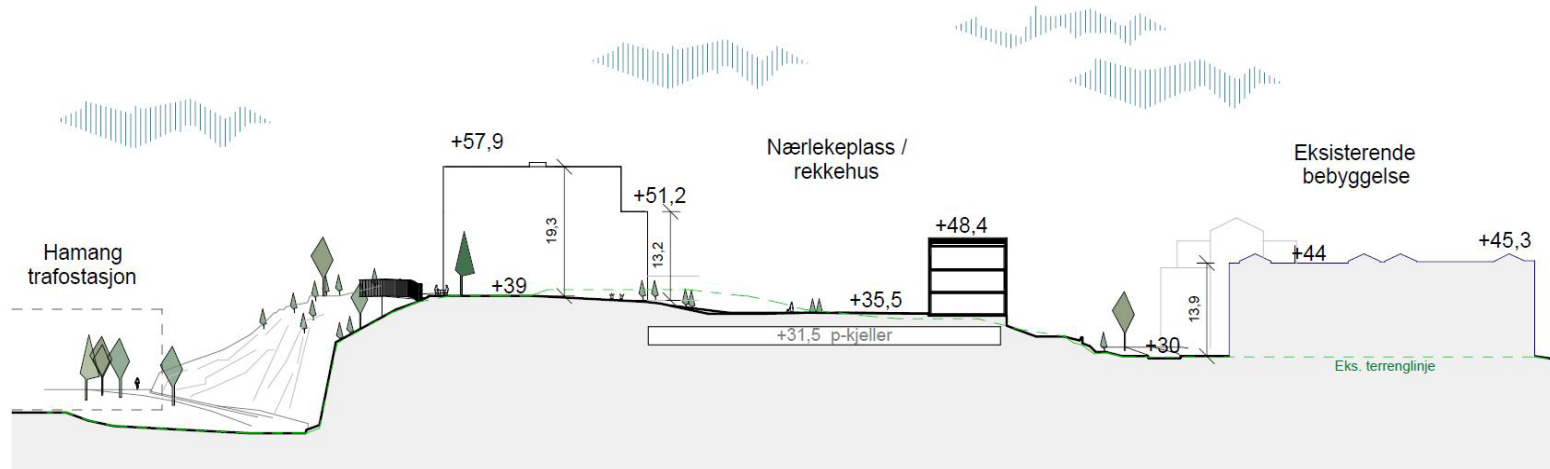 +57,9
Nærlekeplass /
rekkehus
Eksisterende
bebyggelse
+51,2
19,3
13,2
+48,4
Hamang
trafostasjon
+44
+45,3
+39
+35,5
13,9
+31,5 p-kjeller
+30
Eks. terrenglinje